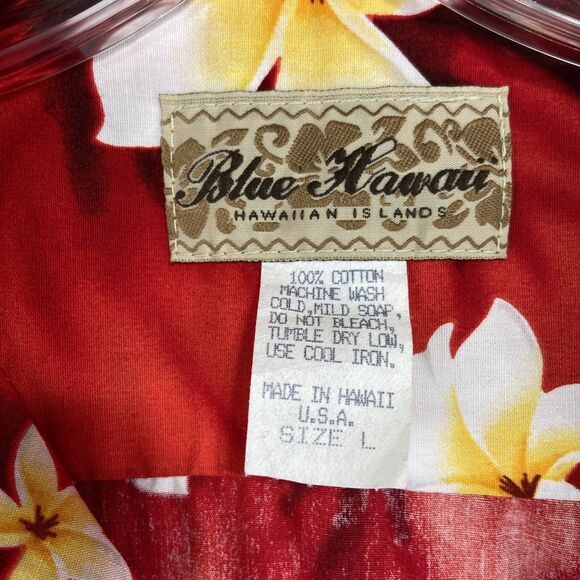 Blue Hawaii
HAWAIIAN ISLANDS
100% COTTON
MACHINE WASH
COLD, MILD SOAP,
DO NOT BLEACH,
TUMBLE DRY LOW,
USE COOL IRON.
MADE IN HAWAII
U.S.A.
SIZE L